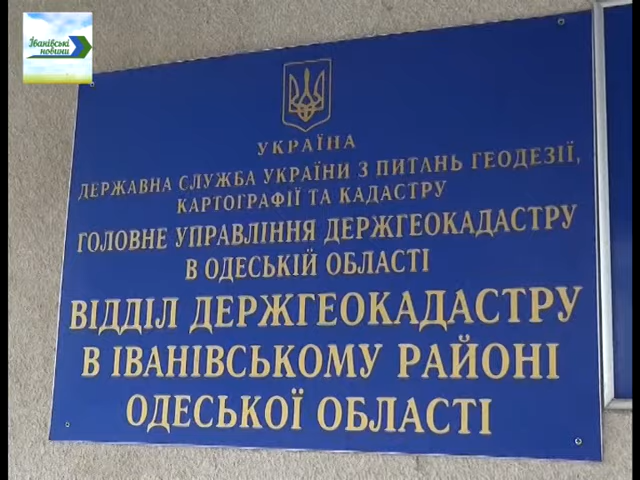 Іванівські
новини
УКРАЇНА
ДЕРЖАВНА СЛУЖБА УКРАЇНИ З ПИТАНЬ ГЕОДЕЗІЇ,
КАРТОГРАФІЇ ТА КАДАСТРУ
ГОЛОВНЕ УПРАВЛІННЯ ДЕРЖГЕОКАДАСТРУ
В ОДЕСЬКІЙ ОБЛАСТІ
ВІДДІЛ ДЕРЖГЕОКАДАСТРУ
В ІВАНІВСЬКОМУ РАЙОНІ
ОДЕСЬКОЇ ОБЛАСТІ